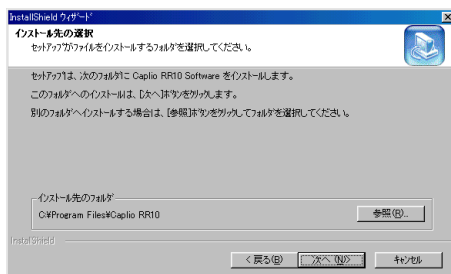 InstallShield ウィザード
インストール先の選択
セットアップがファイルをインストールするフォルダを選択してください。
セットアップは、次のフォルダに Caplio RR10 Software をインストールします。
このフォルダへのインストールは、[次へ]ボタンをクリックします。
別のフォルダへインストールする場合は、[参照]ボタンをクリックしてフォルダを選択してください。
インストール先のフォルダ
C:¥Program Files¥Caplio RR10
参照(R)...
InstallShield
< 戻る(B)
次へ(N)>
キャンセル